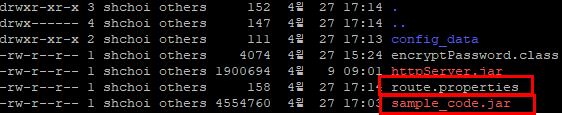 drwxr-xr-x 3 shchoi others 152 4월 27 17:14 .
drwx------ 4 shchoi others 147 4월 27 17:14 ..
drwxr-xr-x 2 shchoi others 111 4월 27 17:13 config_data
-rw-r--r-- 1 shchoi others 4074 4월 27 15:24 encryptPassword.class
-rw-r--r-- 1 shchoi others 1900694 4월 9 09:01 httpServer.jar
-rw-r--r-- 1 shchoi others 158 4월 27 17:14 route.properties
-rw-r--r-- 1 shchoi others 4554760 4월 27 17:03 sample_code.jar